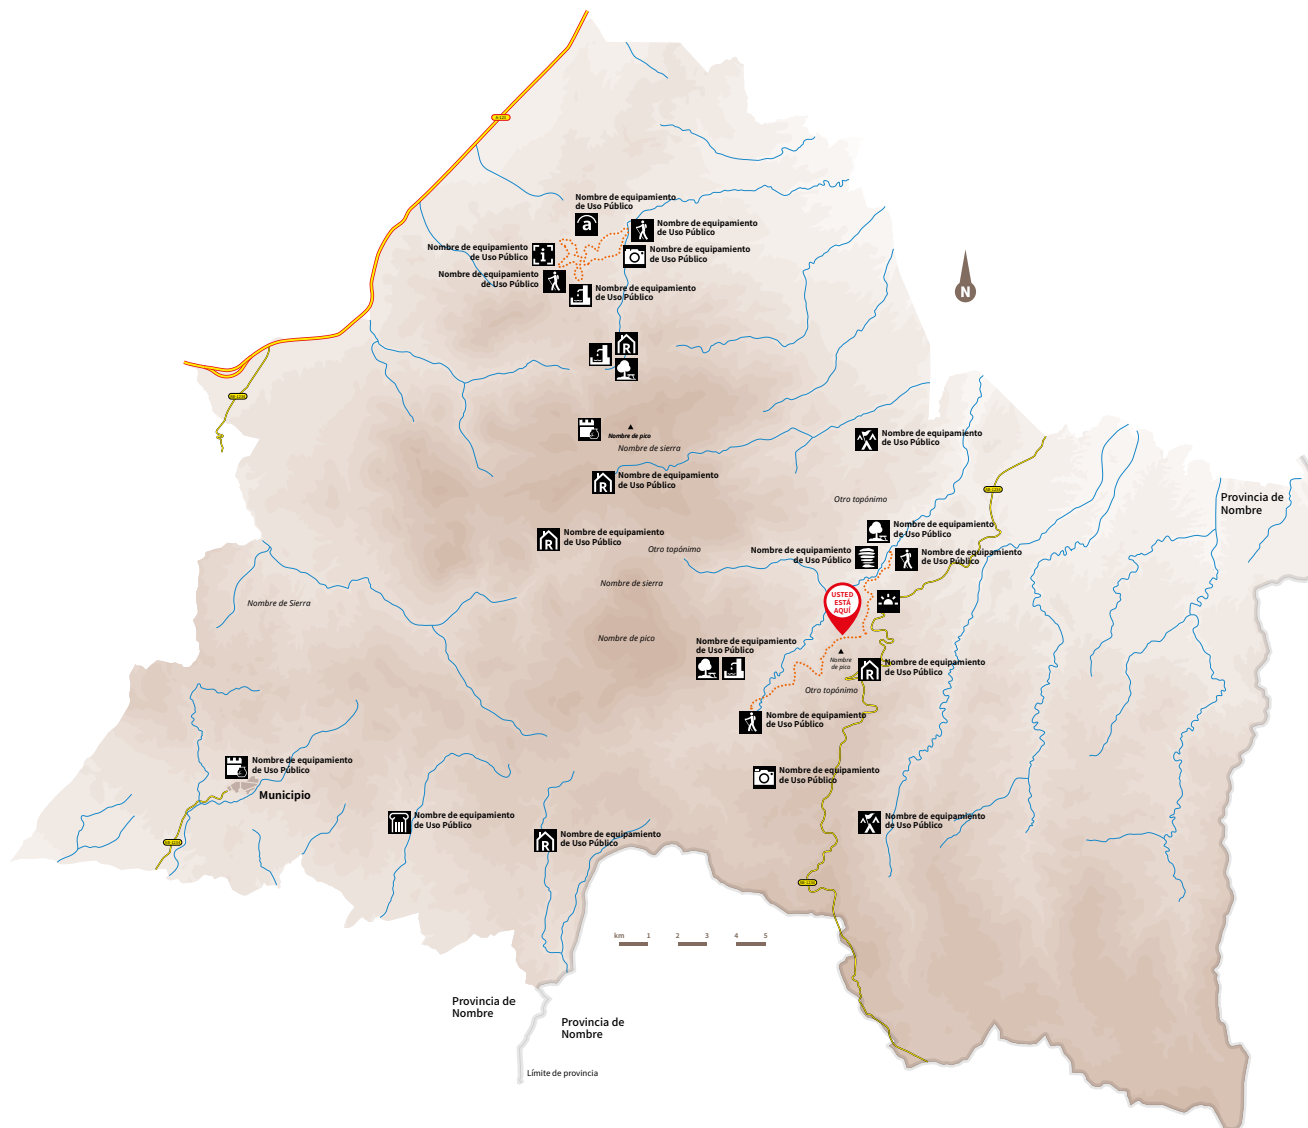 A-122
Nombre de equipamiento
de Uso Público
a
Nombre de equipamiento
de Uso Público
Nombre de equipamiento
de Uso Público
i
Nombre de equipamiento
de Uso Público
Nombre de equipamiento
de Uso Público
Nombre de equipamiento
de Uso Público
N
R
Nombre de pico
Nombre de sierra
Nombre de equipamiento
de Uso Público
R
Nombre de equipamiento
de Uso Público
Otro topónimo
Provincia de
Nombre
Nombre de equipamiento
de Uso Público
R
Nombre de equipamiento
de Uso Público
Otro topónimo
Nombre de equipamiento
de Uso Público
Nombre de equipamiento
de Uso Público
Nombre de sierra
Nombre de Sierra
USTED
ESTÁ
AQUÍ
Nombre de pico
Nombre de equipamiento
de Uso Público
Nombre
de pico
R
Nombre de equipamiento
de Uso Público
Otro topónimo
Nombre de equipamiento
de Uso Público
Nombre de equipamiento
de Uso Público
Municipio
Nombre de equipamiento
de Uso Público
Nombre de equipamiento
de Uso Público
Nombre de equipamiento
de Uso Público
R
Nombre de equipamiento
de Uso Público
km 1 2 3 4 5
Provincia de
Nombre
Provincia de
Nombre
Límite de provincia